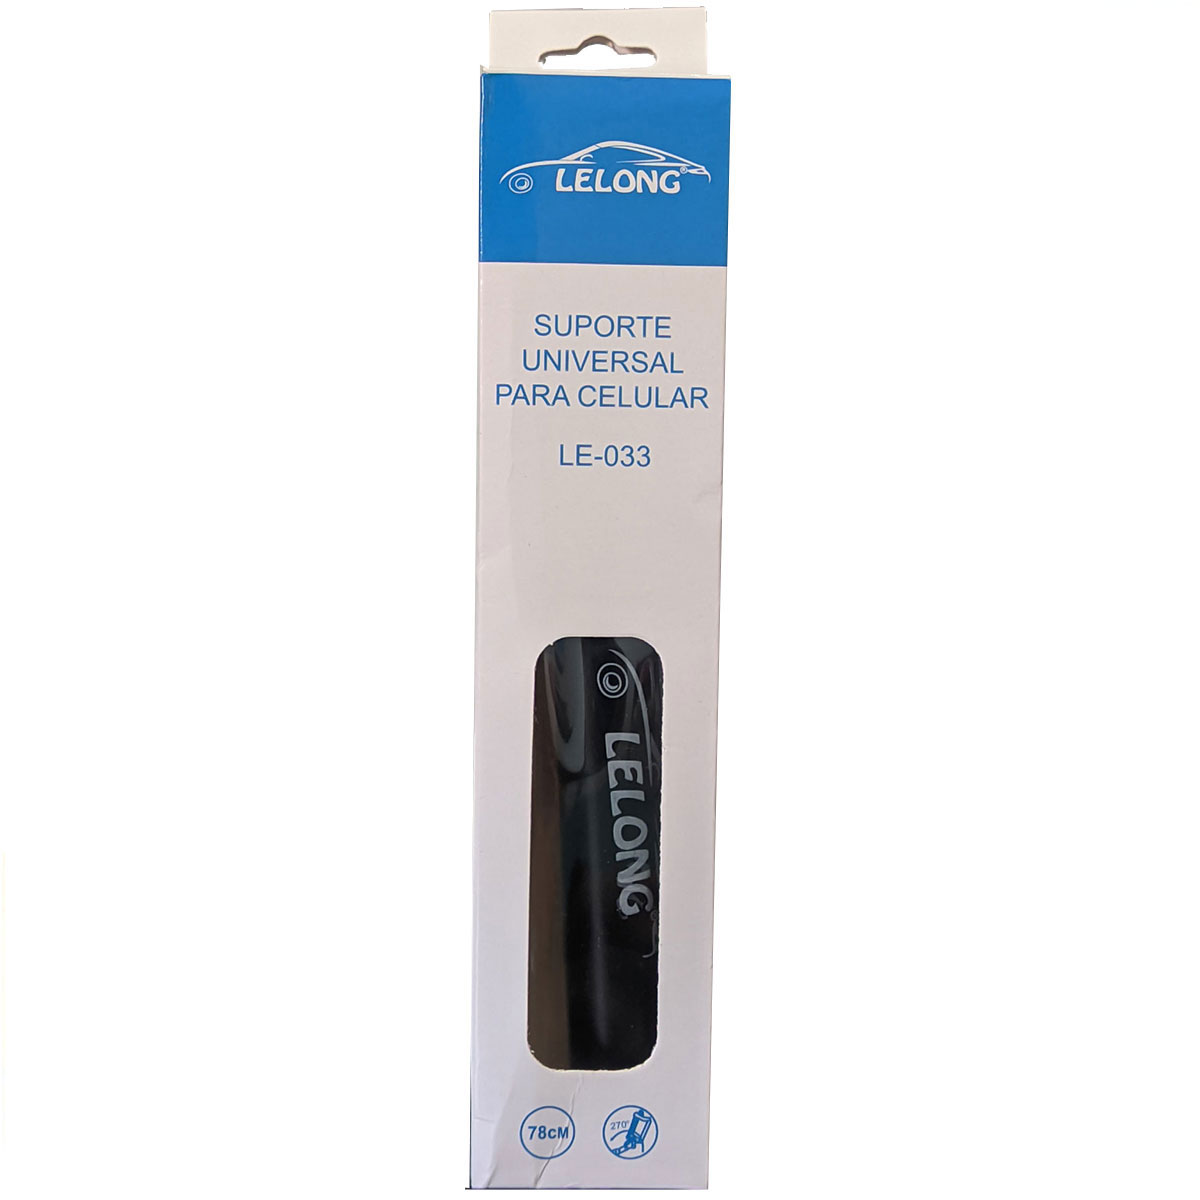 LELONG®
SUPORTE
UNIVERSAL
PARA CELULAR
LE-033
LELONG
78CM
270°